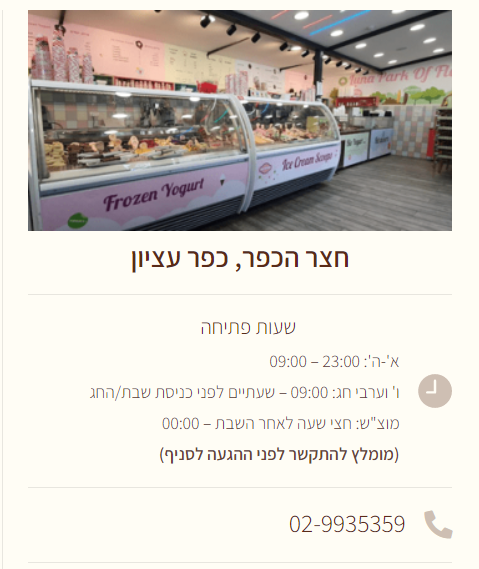 Land Park Of
Frozen Yogurt
Ice Cream Scoops
חצר הכפר, כפר עציון
שעות פתיחה
א'-ה': 23:00 – 09:00
ו' וערבי חג: 09:00 – שעתיים לפני כניסת שבת/החג
מוצ"ש: חצי שעה לאחר השבת – 00:00
(מומלץ להתקשר לפני ההגעה לסניף)
02-9935359